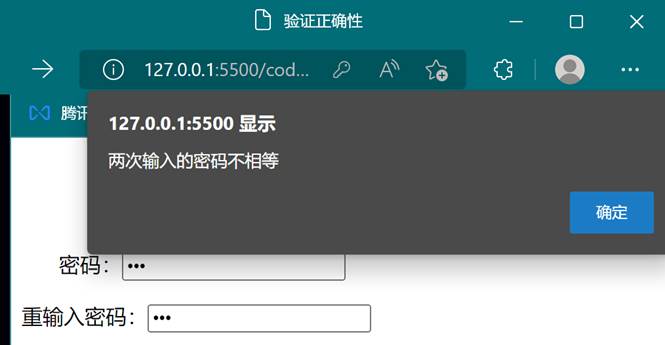 验证正确性
127.0.0.1:5500/cod...
腾讯
127.0.0.1:5500 显示
两次输入的密码不相等
确定
密码：
重输入密码：